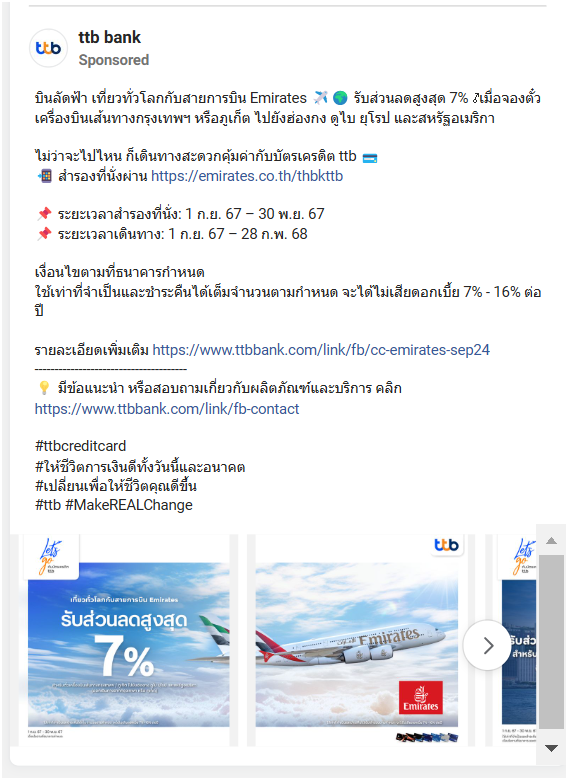 ttb
ttb bank
Sponsored
บินลัดฟ้า เที่ยวทั่วโลกกับสายการบิน Emirates ✈️ 🌏 รับส่วนลดสูงสุด 7% เมื่อจองตั๋ว
เครื่องบินเส้นทางกรุงเทพฯ หรือภูเก็ต ไปยังฮ่องกง ดูไบ ยุโรป และสหรัฐอเมริกา
ไม่ว่าจะไปไหน ก็เดินทางสะดวกคุ้มค่ากับบัตรเครดิต ttb 💳
📲 สำรองที่นั่งผ่าน https://emirates.co.th/thbkttb
📌 ระยะเวลาสำรองที่นั่ง: 1 ก.ย. 67 – 30 พ.ย. 67
📌 ระยะเวลาเดินทาง: 1 ก.ย. 67 – 28 ก.พ. 68
เงื่อนไขตามที่ธนาคารกำหนด
ใช้เท่าที่จำเป็นและชำระคืนได้เต็มจำนวนตามกำหนด จะได้ไม่เสียดอกเบี้ย 7% - 16% ต่อ
ปี
รายละเอียดเพิ่มเติม https://www.ttbbank.com/link/fb/cc-emirates-sep24
--------------------------------------
💡 มีข้อแนะนำ หรือสอบถามเกี่ยวกับผลิตภัณฑ์และบริการ คลิก
https://www.ttbbank.com/link/fb-contact
#ttbcreditcard
#ให้ชีวิตการเงินดีทั้งวันนี้และอนาคต
#เปลี่ยนเพื่อให้ชีวิตคุณดีขึ้น
#ttb #MakeREALChange
Let's
go
เที่ยวทั่วโลกกับสายการบิน Emirates
รับส่วนลดสูงสุด
7%
ttb
Emirates
Emirates
Let's
go